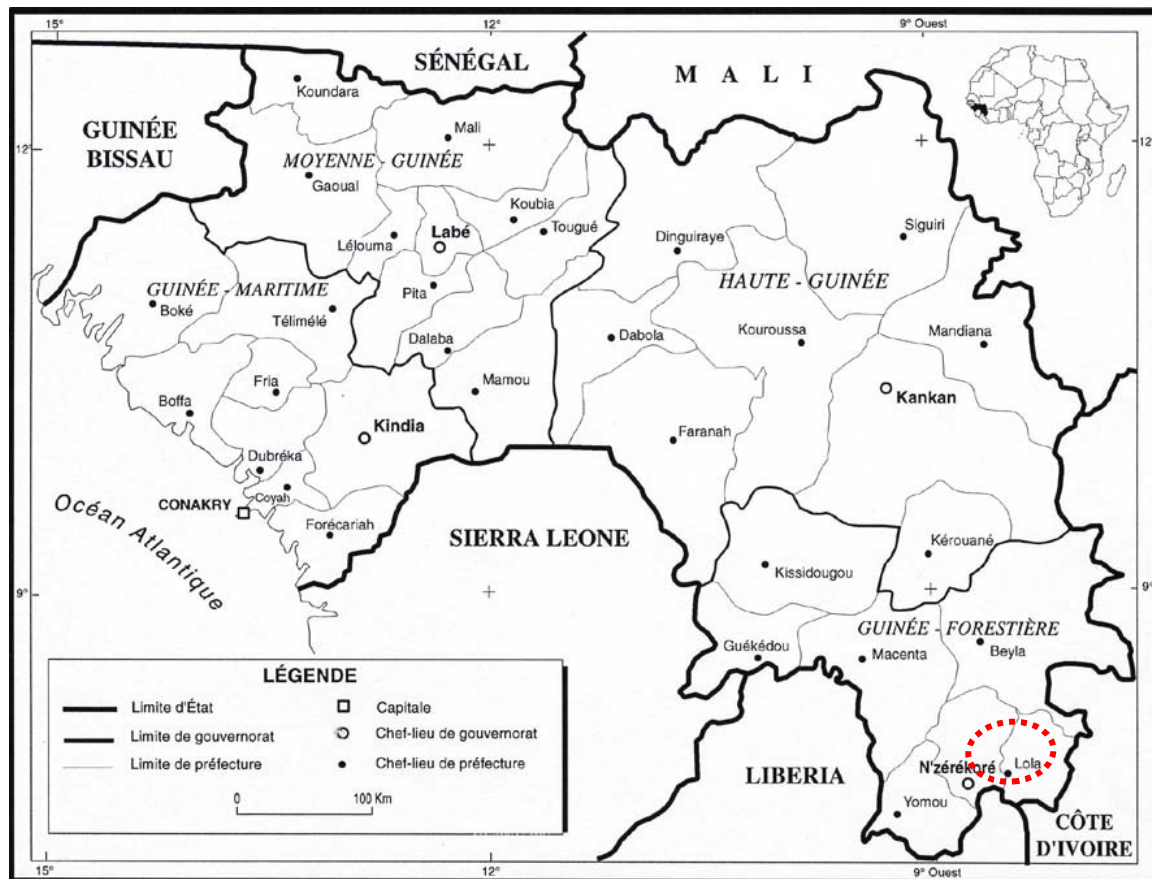 15°
12°
9° Ouest
SÉNÉGAL
MALI
Koundara
GUINÉE
BISSAU
Mali
12°
12°
MOYENNE - GUINÉE
Gaoual
Koubia
Siguiri
Labé
Tougué
Lélouma
Dinguiraye
HAUTE - GUINÉE
GUINÉE - MARITIME
Pita
Boké
Télimélé
Kouroussa
Mandiana
Dalaba
Dabola
Fria
Mamou
Boffa
Kankan
Kindia
Faranah
Dubréka
Coyah
CONAKRY
Océan Atlantique
Forécariah
SIERRA LEONE
Kérouané
Kissidougou
9°
9°
GUINÉE - FORESTIÈRE
Guékédou
Macenta
Beyla
LÉGENDE
Limite d'État
Capitale
Limite de gouvernorat
Chef-lieu de gouvernorat
Limite de préfecture
Chef-lieu de préfecture
0
100 Km
LIBERIA
N'zérékoré
Lola
Yomou
CÔTE
D'IVOIRE
15°
12°
9° Ouest